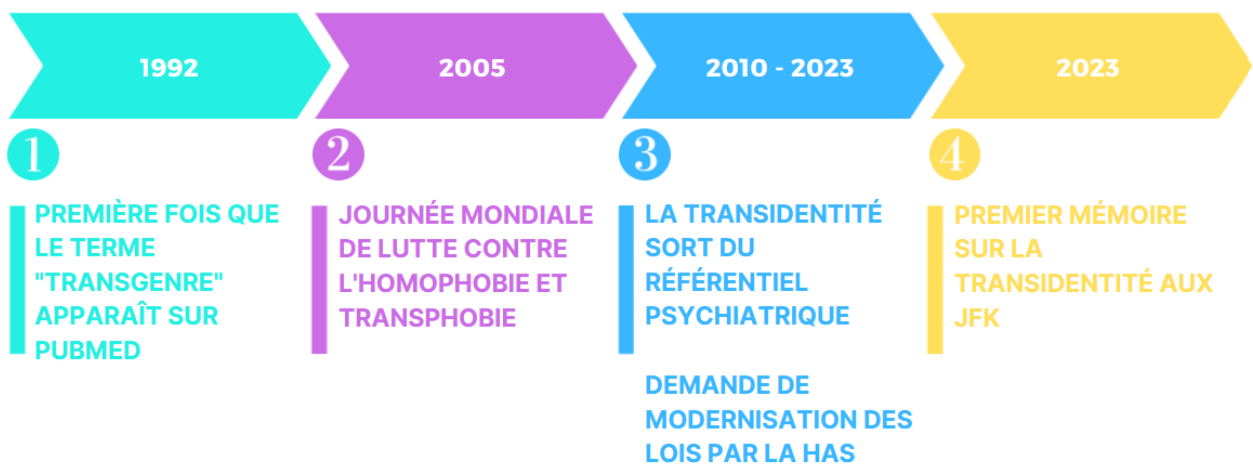 1992
2005
2010 - 2023
2023
1
PREMIÈRE FOIS QUE
LE TERME
"TRANSGENRE"
APPARAÎT SUR
PUBMED
2
JOURNÉE MONDIALE
DE LUTTE CONTRE
L'HOMOPHOBIE ET
TRANSPHOBIE
3
LA TRANSIDENTITÉ
SORT DU
RÉFÉRENTIEL
PSYCHIATRIQUE
DEMANDE DE
MODERNISATION DES
LOIS PAR LA HAS
4
PREMIER MÉMOIRE
SUR LA
TRANSIDENTITÉ AUX
JFK